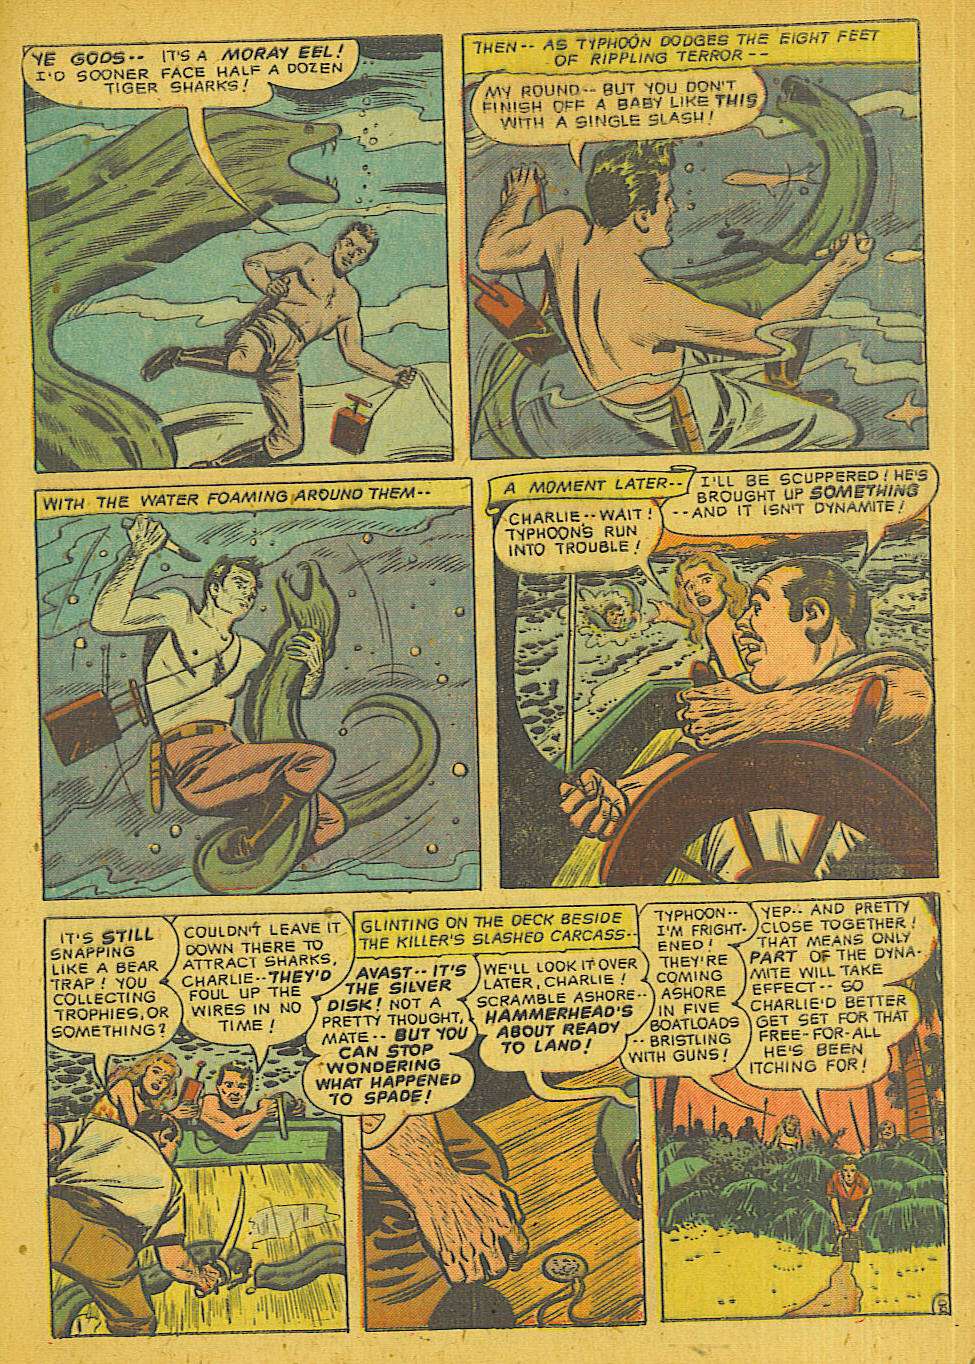 YE GODS-- IT'S A MORAY EEL!
I'D SOONER FACE HALF A DOZEN
TIGER SHARKS!
THEN-- AS TYPHOON DODGES THE EIGHT FEET
OF RIPPLING TERROR--
MY ROUND-- BUT YOU DON'T
FINISH OFF A BABY LIKE THIS
WITH A SINGLE SLASH!
WITH THE WATER FOAMING AROUND THEM--
A MOMENT LATER--
CHARLIE--WAIT!
TYPHOON'S RUN
INTO TROUBLE!
I'LL BE SCUPPERED! HE'S
BROUGHT UP SOMETHING
--AND IT ISN'T DYNAMITE!
IT'S STILL
SNAPPING
LIKE A BEAR
TRAP! YOU
COLLECTING
TROPHIES, OR
SOMETHING?
COULDN'T LEAVE IT
DOWN THERE TO
ATTRACT SHARKS,
CHARLIE--THEY'D
FOUL UP THE
WIRES IN NO
TIME!
GLINTING ON THE DECK BESIDE
THE KILLER'S SLASHED CARCASS--
AVAST-- IT'S
THE SILVER
DISK! NOT A
PRETTY THOUGHT,
MATE-- BUT YOU
CAN STOP
WONDERING
WHAT HAPPENED
TO SPADE!
WE'LL LOOK IT OVER
LATER, CHARLIE!
SCRAMBLE ASHORE--
HAMMERHEAD'S
ABOUT READY
TO LAND!
TYPHOON--
I'M FRIGHT-
ENED!
THEY'RE
COMING
ASHORE
IN FIVE
BOATLOADS
--BRISTLING
WITH GUNS!
YEP-- AND PRETTY
CLOSE TOGETHER!
THAT MEANS ONLY
PART OF THE DYNA-
MITE WILL TAKE
EFFECT-- SO
CHARLIE'D BETTER
GET SET FOR THAT
FREE-FOR-ALL
HE'S BEEN
ITCHING FOR!